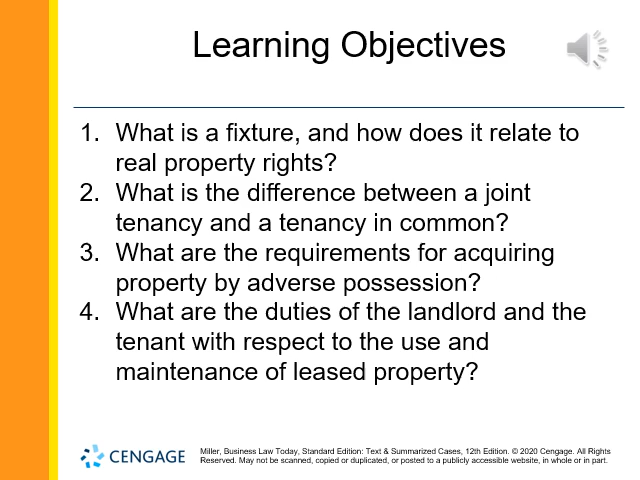 Learning Objectives
1. What is a fixture, and how does it relate to
real property rights?
2. What is the difference between a joint
tenancy and a tenancy in common?
3. What are the requirements for acquiring
property by adverse possession?
4. What are the duties of the landlord and the
tenant with respect to the use and
maintenance of leased property?
CENGAGE
Miller, Business Law Today, Standard Edition: Text & Summarized Cases, 12th Edition. © 2020 Cengage. All Rights
Reserved. May not be scanned, copied or duplicated, or posted to a publicly accessible website, in whole or in part.